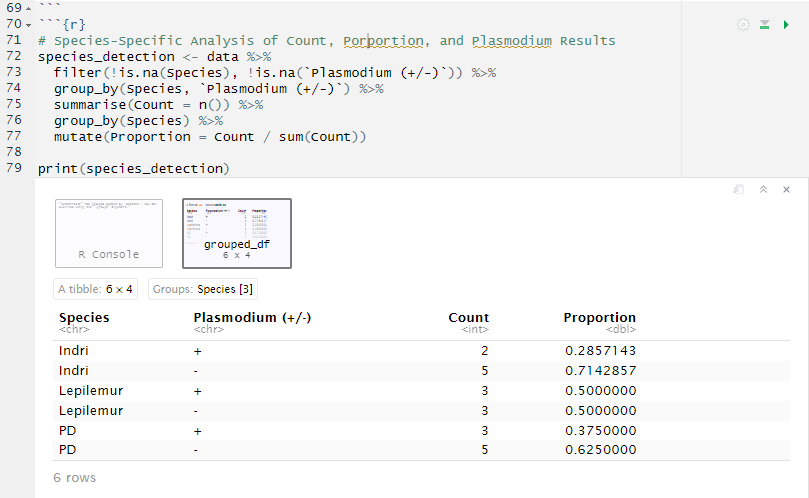 69 ```
70 ```{r}
71 # Species-Specific Analysis of Count, Porportion, and Plasmodium Results
72 species_detection <- data %>%
73 filter(!is.na(Species), !is.na(`Plasmodium (+/-)`)) %>%
74 group_by(Species, `Plasmodium (+/-)`) %>%
75 summarise(Count = n()) %>%
76 group_by(Species) %>%
77 mutate(Proportion = Count / sum(Count))
78
79 print(species_detection)
R Console
grouped_df
6 x 4
A tibble: 6 × 4 Groups: Species [3]
Species Plasmodium (+/-) Count Proportion
<chr> <chr> <int> <dbl>
Indri + 2 0.2857143
Indri - 5 0.7142857
Lepilemur + 3 0.5000000
Lepilemur - 3 0.5000000
PD + 3 0.3750000
PD - 5 0.6250000
6 rows